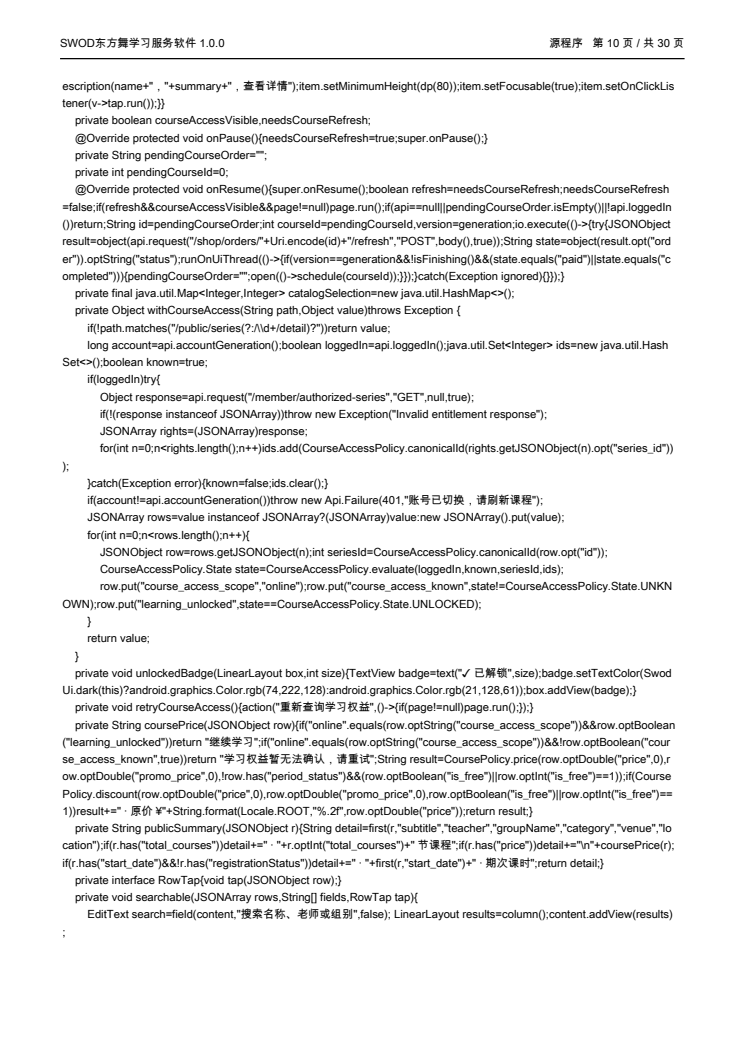 SWOD东方舞学习服务软件 1.0.0
源程序 第 10 页 / 共 30 页
escription(name+"，"+summary+"，查看详情");item.setMinimumHeight(dp(80));item.setFocusable(true);item.setOnClickLis
tener(v->tap.run());}}
private boolean courseAccessVisible,needsCourseRefresh;
@Override protected void onPause(){needsCourseRefresh=true;super.onPause();}
private String pendingCourseOrder="";
private int pendingCourseId=0;
@Override protected void onResume(){super.onResume();boolean refresh=needsCourseRefresh;needsCourseRefresh
=false;if(refresh&&courseAccessVisible&&page!=null)page.run();if(api==null||pendingCourseOrder.isEmpty()||!api.loggedIn
())return;String id=pendingCourseOrder;int courseId=pendingCourseId,version=generation;io.execute(()->{try{JSONObject
result=object(api.request("/shop/orders/"+Uri.encode(id)+"/refresh","POST",body(),true));String state=object(result.opt("ord
er")).optString("status");runOnUiThread(()->{if(version==generation&&!isFinishing()&&(state.equals("paid")||state.equals("c
ompleted"))){pendingCourseOrder="";open(()->schedule(courseId));}});}catch(Exception ignored){}});}
private final java.util.Map<Integer,Integer> catalogSelection=new java.util.HashMap<>();
private Object withCourseAccess(String path,Object value)throws Exception {
if(!path.matches("/public/series(?:/\\d+/detail)?"))return value;
long account=api.accountGeneration();boolean loggedIn=api.loggedIn();java.util.Set<Integer> ids=new java.util.Hash
Set<>();boolean known=true;
if(loggedIn)try{
Object response=api.request("/member/authorized-series","GET",null,true);
if(!(response instanceof JSONArray))throw new Exception("Invalid entitlement response");
JSONArray rights=(JSONArray)response;
for(int n=0;n<rights.length();n++)ids.add(CourseAccessPolicy.canonicalId(rights.getJSONObject(n).opt("series_id"))
);
}catch(Exception error){known=false;ids.clear();}
if(account!=api.accountGeneration())throw new Api.Failure(401,"账号已切换，请刷新课程");
JSONArray rows=value instanceof JSONArray?(JSONArray)value:new JSONArray().put(value);
for(int n=0;n<rows.length();n++){
JSONObject row=rows.getJSONObject(n);int seriesId=CourseAccessPolicy.canonicalId(row.opt("id"));
CourseAccessPolicy.State state=CourseAccessPolicy.evaluate(loggedIn,known,seriesId,ids);
row.put("course_access_scope","online");row.put("course_access_known",state!=CourseAccessPolicy.State.UNKN
OWN);row.put("learning_unlocked",state==CourseAccessPolicy.State.UNLOCKED);
}
return value;
}
private void unlockedBadge(LinearLayout box,int size){TextView badge=text("✓ 已解锁",size);badge.setTextColor(Swod
Ui.dark(this)?android.graphics.Color.rgb(74,222,128):android.graphics.Color.rgb(21,128,61));box.addView(badge);}
private void retryCourseAccess(){action("重新查询学习权益",()->{if(page!=null)page.run();});}
private String coursePrice(JSONObject row){if("online".equals(row.optString("course_access_scope"))&&row.optBoolean
("learning_unlocked"))return "继续学习";if("online".equals(row.optString("course_access_scope"))&&!row.optBoolean("cour
se_access_known",true))return "学习权益暂无法确认，请重试";String result=CoursePolicy.price(row.optDouble("price",0),r
ow.optDouble("promo_price",0),!row.has("period_status")&&(row.optBoolean("is_free")||row.optInt("is_free")==1));if(Course
Policy.discount(row.optDouble("price",0),row.optDouble("promo_price",0),row.optBoolean("is_free")||row.optInt("is_free")==
1))result+=" · 原价 ¥"+String.format(Locale.ROOT,"%.2f",row.optDouble("price"));return result;}
private String publicSummary(JSONObject r){String detail=first(r,"subtitle","teacher","groupName","category","venue","lo
cation");if(r.has("total_courses"))detail+=" · "+r.optInt("total_courses")+" 节课程";if(r.has("price"))detail+="\n"+coursePrice(r);
if(r.has("start_date")&&!r.has("registrationStatus"))detail+=" · "+first(r,"start_date")+" · 期次课时";return detail;}
private interface RowTap{void tap(JSONObject row);}
private void searchable(JSONArray rows,String[] fields,RowTap tap){
EditText search=field(content,"搜索名称、老师或组别",false); LinearLayout results=column();content.addView(results)
;